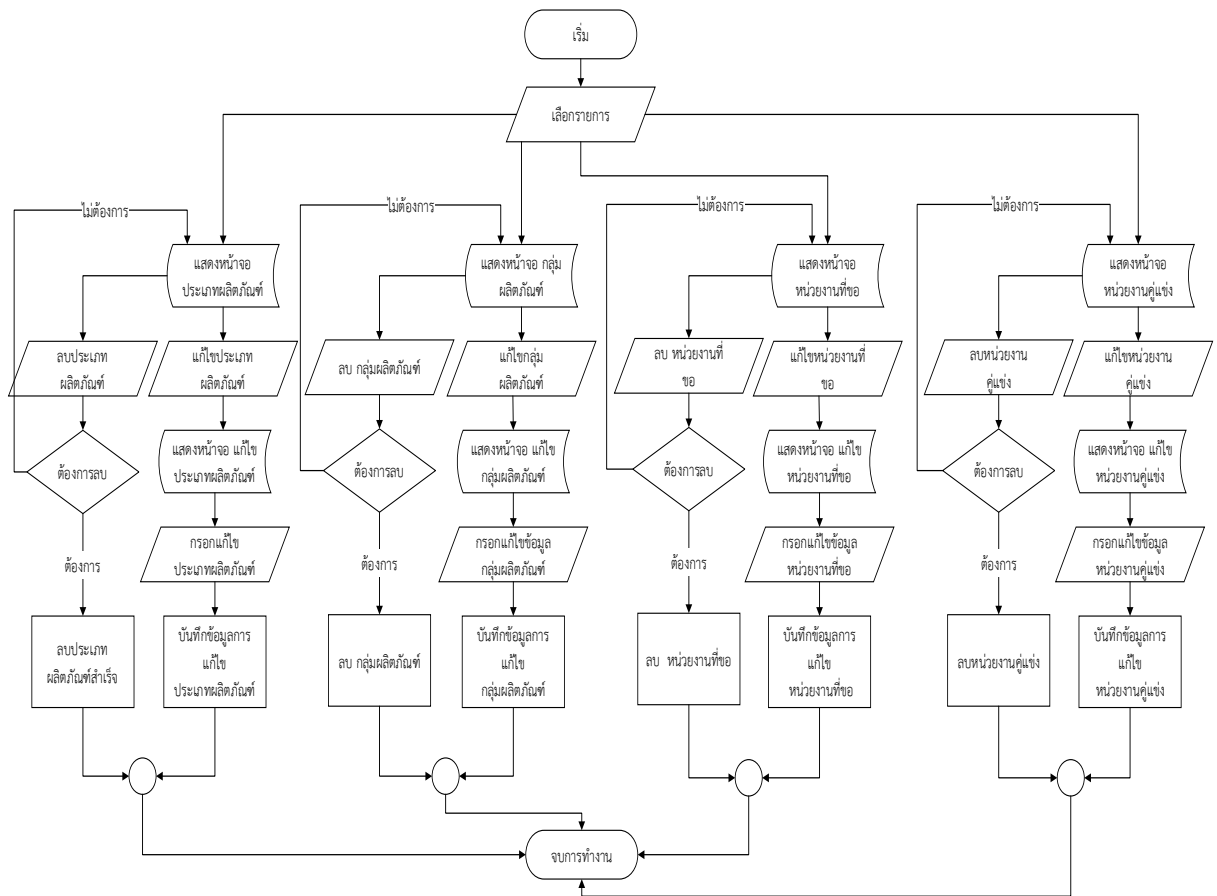 เริ่ม
เลือกรายการ
ไม่ต้องการ
ไม่ต้องการ
ไม่ต้องการ
ไม่ต้องการ
แสดงหน้าจอ
ประเภทผลิตภัณฑ์
แสดงหน้าจอ กลุ่ม
ผลิตภัณฑ์
แสดงหน้าจอ
หน่วยงานที่ขอ
แสดงหน้าจอ
หน่วยงานคู่แข่ง
ลบประเภท
ผลิตภัณฑ์
แก้ไขประเภท
ผลิตภัณฑ์
ลบ กลุ่มผลิตภัณฑ์
แก้ไขกลุ่ม
ผลิตภัณฑ์
ลบ หน่วยงานที่
ขอ
แก้ไขหน่วยงานที่
ขอ
ลบหน่วยงาน
คู่แข่ง
แก้ไขหน่วยงาน
คู่แข่ง
ต้องการลบ
แสดงหน้าจอ แก้ไข
ประเภทผลิตภัณฑ์
ต้องการลบ
แสดงหน้าจอ แก้ไข
กลุ่มผลิตภัณฑ์
ต้องการลบ
แสดงหน้าจอ แก้ไข
หน่วยงานที่ขอ
ต้องการลบ
แสดงหน้าจอ แก้ไข
หน่วยงานคู่แข่ง
ต้องการ
กรอกแก้ไข
ประเภทผลิตภัณฑ์
ต้องการ
กรอกแก้ไขข้อมูล
กลุ่มผลิตภัณฑ์
ต้องการ
กรอกแก้ไขข้อมูล
หน่วยงานที่ขอ
ต้องการ
กรอกแก้ไขข้อมูล
หน่วยงานคู่แข่ง
ลบประเภท
ผลิตภัณฑ์สำเร็จ
บันทึกข้อมูลการ
แก้ไข
ประเภทผลิตภัณฑ์
ลบ กลุ่มผลิตภัณฑ์
บันทึกข้อมูลการ
แก้ไข
กลุ่มผลิตภัณฑ์
ลบ  หน่วยงานที่ขอ
บันทึกข้อมูลการ
แก้ไข
หน่วยงานที่ขอ
ลบหน่วยงานคู่แข่ง
บันทึกข้อมูลการ
แก้ไข
หน่วยงานคู่แข่ง
จบการทำงาน